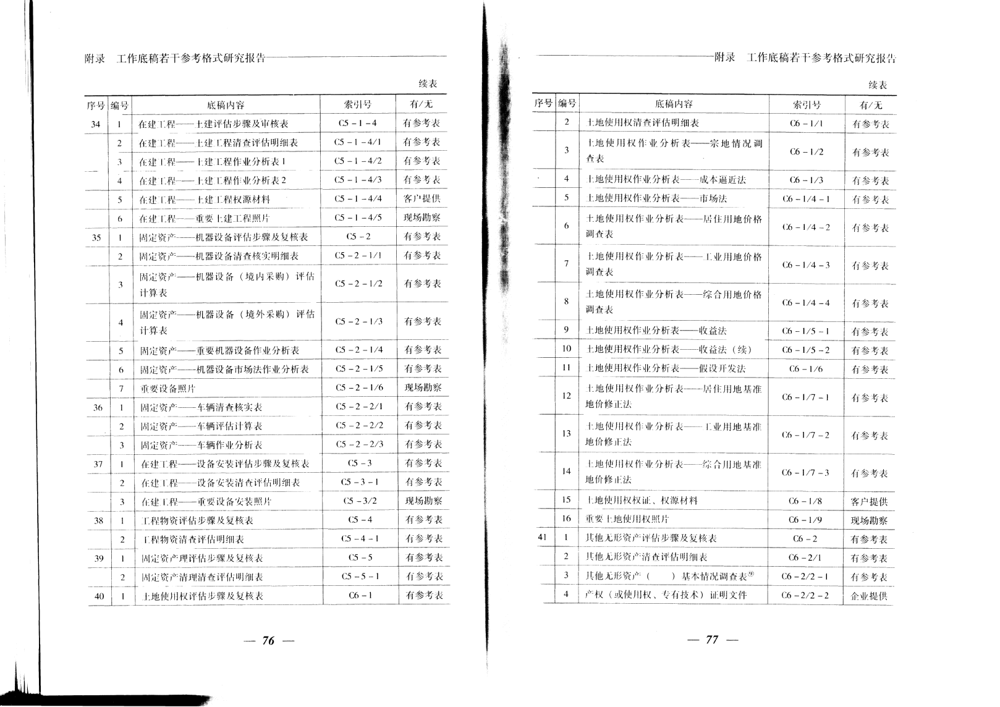 附录 工作底稿若干参考格式研究报告
续表
序号 编号 底稿内容 索引号 有/无
34 1 在建工程——土建评估步骤及审核表 C5－1－4 有参考表
2 在建工程——土建工程清查评估明细表 C5－1－4/1 有参考表
3 在建工程——土建工程作业分析表1 C5－1－4/2 有参考表
4 在建工程——土建工程作业分析表2 C5－1－4/3 有参考表
5 在建工程——土建工程权源材料 C5－1－4/4 客户提供
6 在建工程——重要土建工程照片 C5－1－4/5 现场勘察
35 1 固定资产——机器设备评估步骤及复核表 C5－2 有参考表
2 固定资产——机器设备清查核实明细表 C5－2－1/1 有参考表
3 固定资产——机器设备（境内采购）评估 C5－2－1/2 有参考表
计算表
4 固定资产——机器设备（境外采购）评估 C5－2－1/3 有参考表
计算表
5 固定资产——重要机器设备作业分析表 C5－2－1/4 有参考表
6 固定资产——机器设备市场法作业分析表 C5－2－1/5 有参考表
7 重要设备照片 C5－2－1/6 现场勘察
36 1 固定资产——车辆清查核实表 C5－2－2/1 有参考表
2 固定资产——车辆评估计算表 C5－2－2/2 有参考表
3 固定资产——车辆作业分析表 C5－2－2/3 有参考表
37 1 在建工程——设备安装评估步骤及复核表 C5－3 有参考表
2 在建工程——设备安装清查评估明细表 C5－3－1 有参考表
3 在建工程——重要设备安装照片 C5－3/2 现场勘察
38 1 工程物资评估步骤及复核表 C5－4 有参考表
2 工程物资清查评估明细表 C5－4－1 有参考表
39 1 固定资产理评估步骤及复核表 C5－5 有参考表
2 固定资产清理清查评估明细表 C5－5－1 有参考表
40 1 土地使用权评估步骤及复核表 C6－1 有参考表
— 76 —
附录 工作底稿若干参考格式研究报告
续表
序号 编号 底稿内容 索引号 有/无
2 土地使用权清查评估明细表 C6－1/1 有参考表
3 土地使用权作业分析表——宗地情况调 C6－1/2 有参考表
查表
4 土地使用权作业分析表——成本逼近法 C6－1/3 有参考表
5 土地使用权作业分析表——市场法 C6－1/4－1 有参考表
6 土地使用权作业分析表——居住用地价格 C6－1/4－2 有参考表
调查表
7 土地使用权作业分析表——工业用地价格 C6－1/4－3 有参考表
调查表
8 土地使用权作业分析表——综合用地价格 C6－1/4－4 有参考表
调查表
9 土地使用权作业分析表——收益法 C6－1/5－1 有参考表
10 土地使用权作业分析表——收益法（续） C6－1/5－2 有参考表
11 土地使用权作业分析表——假设开发法 C6－1/6 有参考表
12 土地使用权作业分析表——居住用地基准 C6－1/7－1 有参考表
地价修正法
13 土地使用权作业分析表——工业用地基准 C6－1/7－2 有参考表
地价修正法
14 土地使用权作业分析表——综合用地基准 C6－1/7－3 有参考表
地价修正法
15 土地使用权权证、权源材料 C6－1/8 客户提供
16 重要土地使用权照片 C6－1/9 现场勘察
41 1 其他无形资产评估步骤及复核表 C6－2 有参考表
2 其他无形资产清查评估明细表 C6－2/1 有参考表
3 其他无形资产（ ）基本情况调查表⑨ C6－2/2－1 有参考表
4 产权（或使用权、专有技术）证明文件 C6－2/2－2 企业提供
— 77 —